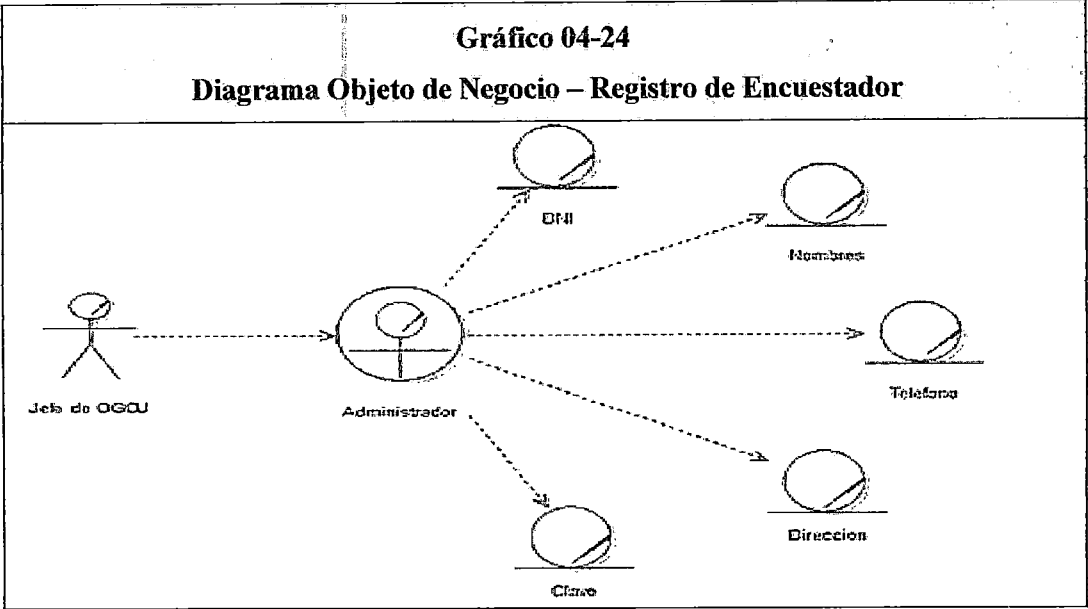 Gráfico 04-24
Diagrama Objeto de Negocio – Registro de Encuestador
DNI
Nombres
Telefono
Jefe de OGCU
Administrador
Direccion
Clave